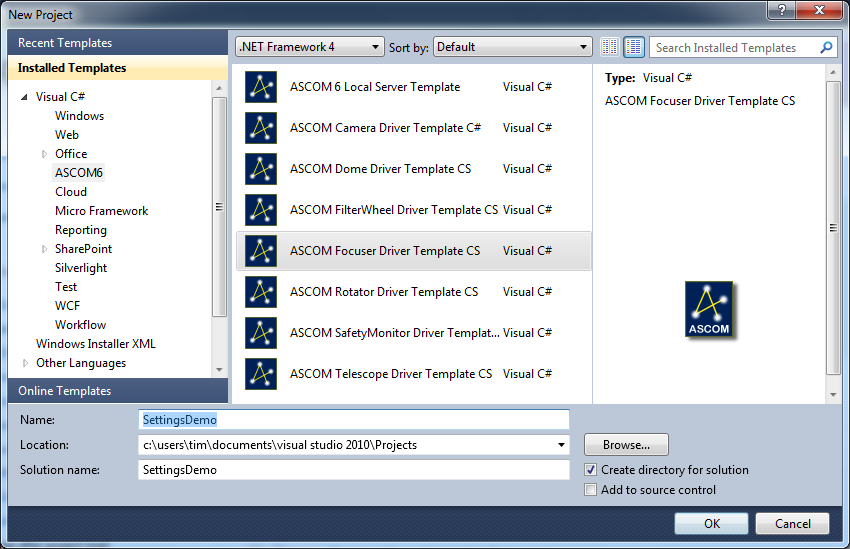 New Project
Recent Templates
Installed Templates
Visual C#
Windows
Web
Office
ASCOM6
Cloud
Micro Framework
Reporting
SharePoint
Silverlight
Test
WCF
Workflow
Windows Installer XML
Other Languages
Online Templates
.NET Framework 4
Sort by:
Default
Search Installed Templates
ASCOM 6 Local Server Template Visual C#
ASCOM Camera Driver Template C# Visual C#
ASCOM Dome Driver Template CS Visual C#
ASCOM FilterWheel Driver Template CS Visual C#
ASCOM Focuser Driver Template CS Visual C#
ASCOM Rotator Driver Template CS Visual C#
ASCOM SafetyMonitor Driver Templat... Visual C#
ASCOM Telescope Driver Template CS Visual C#
Type: Visual C#
ASCOM Focuser Driver Template CS
ASCOM
Name: SettingsDemo
Location: c:\users\tim\documents\visual studio 2010\Projects
Browse...
Solution name: SettingsDemo
Create directory for solution
Add to source control
OK
Cancel